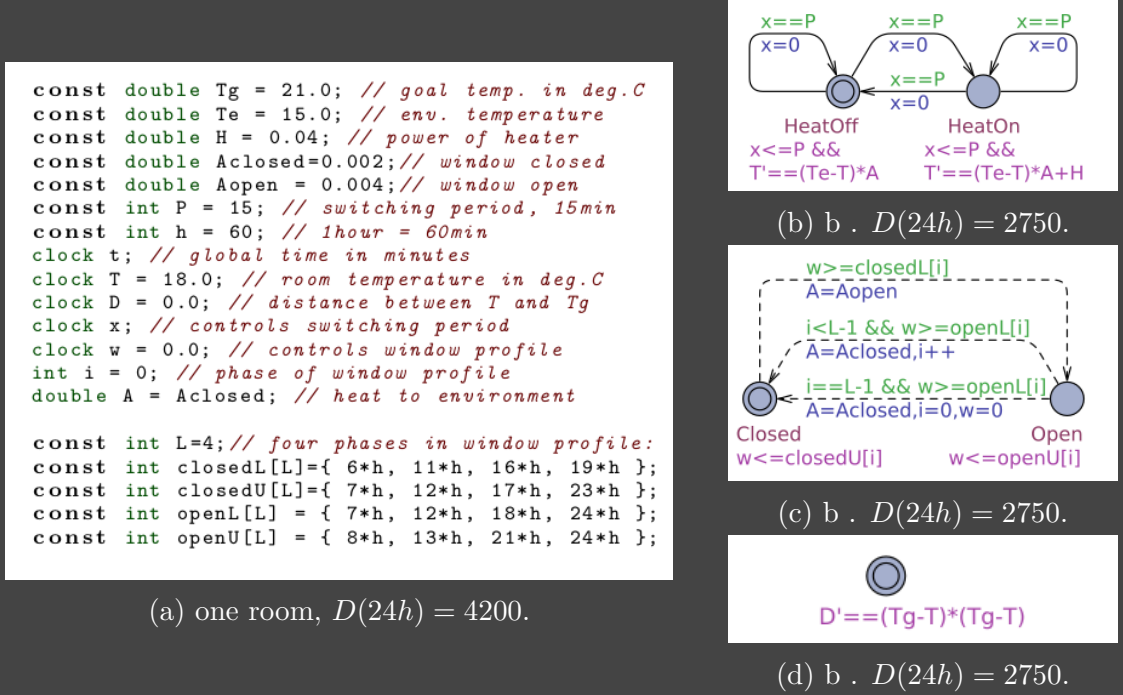 const double Tg = 21.0; // goal temp. in deg.C
const double Te = 15.0; // env. temperature
const double H = 0.04; // power of heater
const double Aclosed=0.002;// window closed
const double Aopen = 0.004;// window open
const int P = 15; // switching period, 15min
const int h = 60; // 1hour = 60min
clock t; // global time in minutes
clock T = 18.0; // room temperature in deg.C
clock D = 0.0; // distance between T and Tg
clock x; // controls switching period
clock w = 0.0; // controls window profile
int i = 0; // phase of window profile
double A = Aclosed; // heat to environment
const int L=4;// four phases in window profile:
const int closedL[L]={ 6*h, 11*h, 16*h, 19*h };
const int closedU[L]={ 7*h, 12*h, 17*h, 23*h };
const int openL[L] = { 7*h, 12*h, 18*h, 24*h };
const int openU[L] = { 8*h, 13*h, 21*h, 24*h };
(a) one room, D(24h) = 4200.
x==P
x=0
x==P
x=0
x==P
x=0
x==P
x=0
HeatOff
x<=P &&
T'==(Te-T)*A
HeatOn
x<=P &&
T'==(Te-T)*A+H
(b) b . D(24h) = 2750.
w>=closedL[i]
A=Aopen
i<L-1 && w>=openL[i]
A=Aclosed,i++
i==L-1 && w>=openL[i]
A=Aclosed,i=0,w=0
Closed
w<=closedU[i]
Open
w<=openU[i]
(c) b . D(24h) = 2750.
D'==(Tg-T)*(Tg-T)
(d) b . D(24h) = 2750.